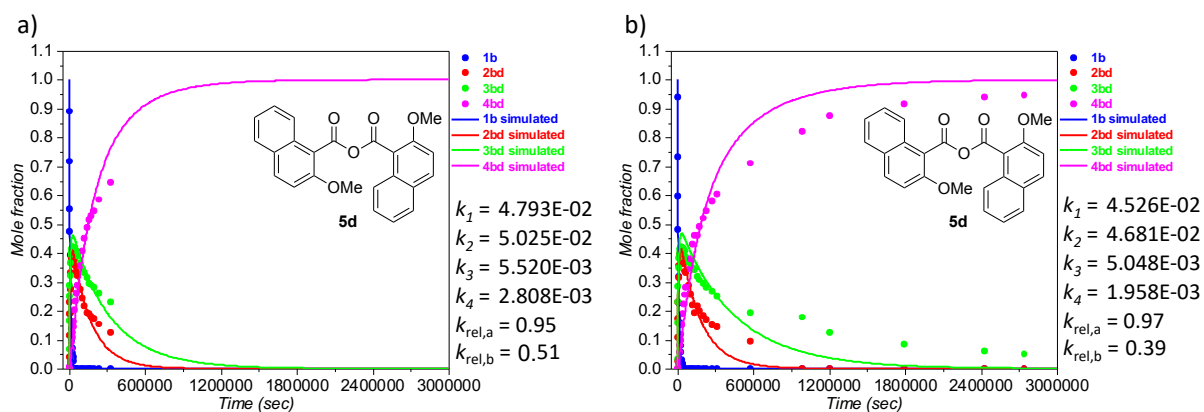 a)
1.1
1.0
0.9
0.8
0.7
0.6
0.5
0.4
0.3
0.2
0.1
0.0
Mole fraction
0
600000
1200000
1800000
2400000
3000000
Time (sec)
1b
2bd
3bd
4bd
1b simulated
2bd simulated
3bd simulated
4bd simulated
O
O
OMe
O
OMe
5d
k1 = 4.793E-02
k2 = 5.025E-02
k3 = 5.520E-03
k4 = 2.808E-03
krel,a = 0.95
krel,b = 0.51
b)
1.1
1.0
0.9
0.8
0.7
0.6
0.5
0.4
0.3
0.2
0.1
0.0
Mole fraction
0
600000
1200000
1800000
2400000
3000000
Time (sec)
1b
2bd
3bd
4bd
1b simulated
2bd simulated
3bd simulated
4bd simulated
O
O
OMe
O
OMe
5d
k1 = 4.526E-02
k2 = 4.681E-02
k3 = 5.048E-03
k4 = 1.958E-03
krel,a = 0.97
krel,b = 0.39